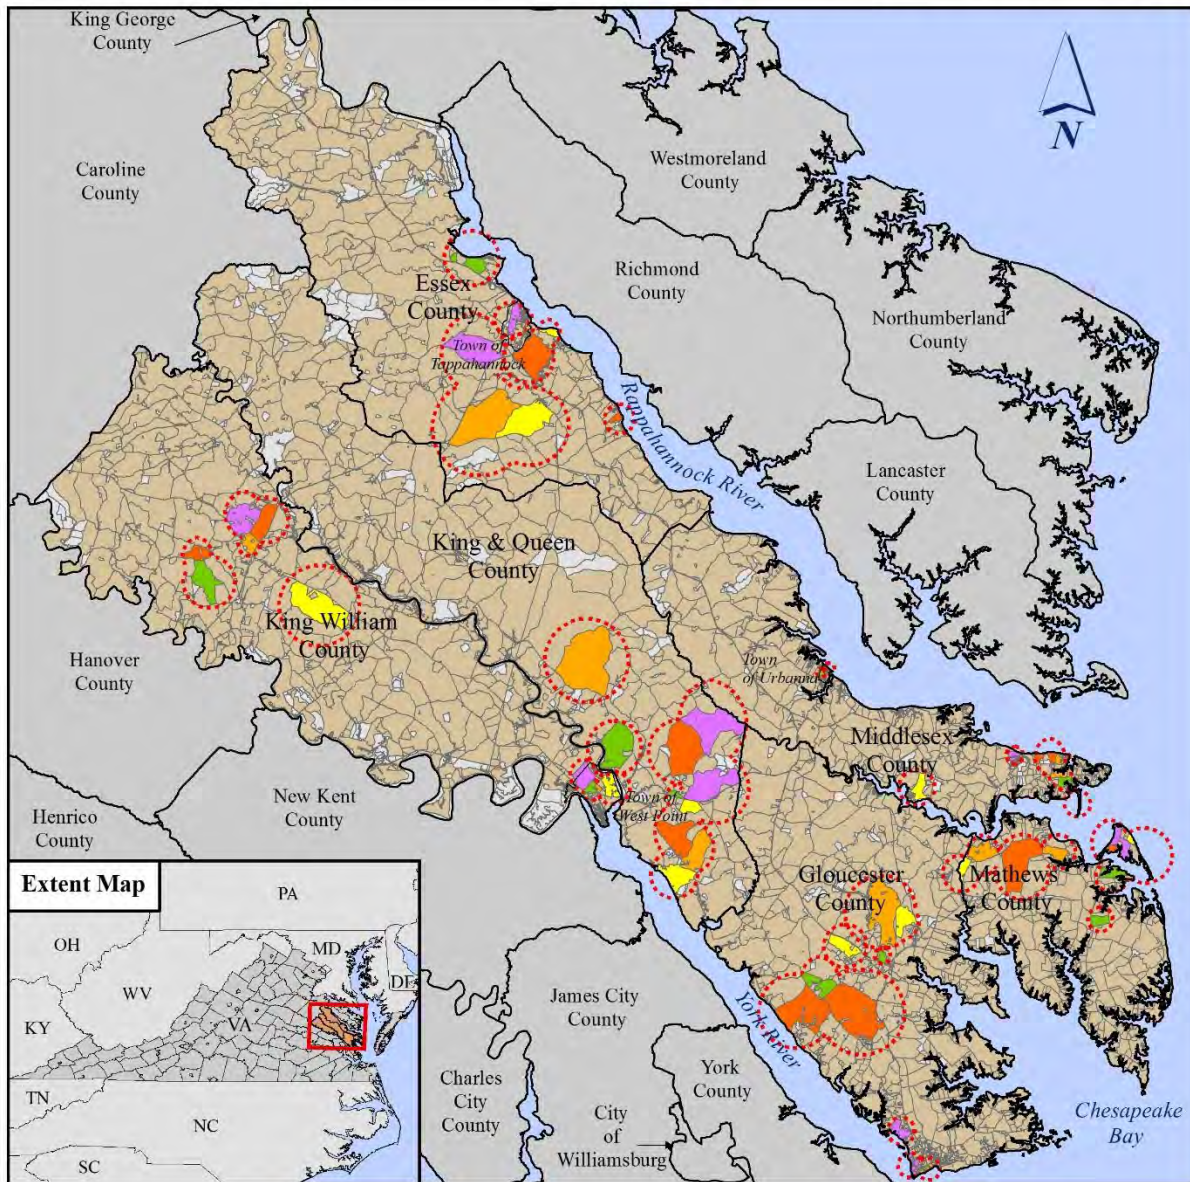 King George
County
Caroline
County
Westmoreland
County
N
Richmond
County
Essex
County
Northumberland
County
Town of
Tappahannock
Rappahannock River
Lancaster
County
King & Queen
County
King William
County
Hanover
County
Town
of Urbanna
Middlesex
County
New Kent
County
Henrico
County
Town of
West Point
Gloucester
County
Mathews
County
Extent Map
PA
OH
MD
DE
WV
VA
KY
TN
NC
SC
James City
County
York River
York
County
Charles
City
County
City
of
Williamsburg
Chesapeake
Bay